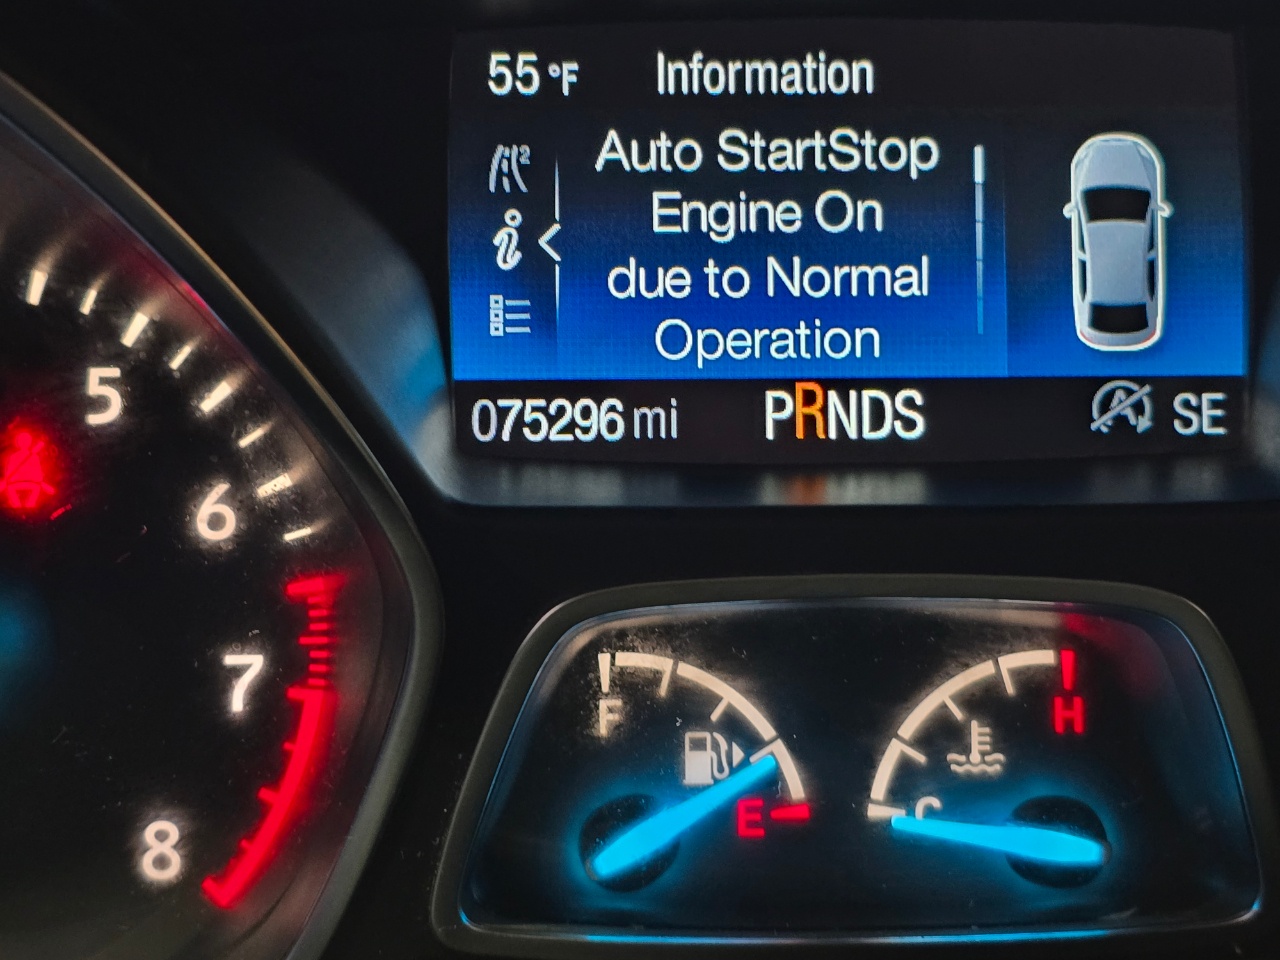 55 °F Information
Auto StartStop
Engine On
due to Normal
Operation
075296 mi PRNDS A SE
5
6
7
8
F
E
C
H